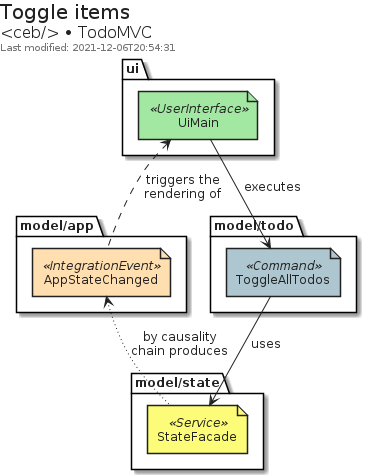 Toggle items
<ceb/> • TodoMVC
Last modified: 2021-12-06T20:54:31
ui
«UserInterface»
UiMain
triggers the
rendering of
executes
model/app
«IntegrationEvent»
AppStateChanged
model/todo
«Command»
ToggleAllTodos
by causality
chain produces
uses
model/state
«Service»
StateFacade